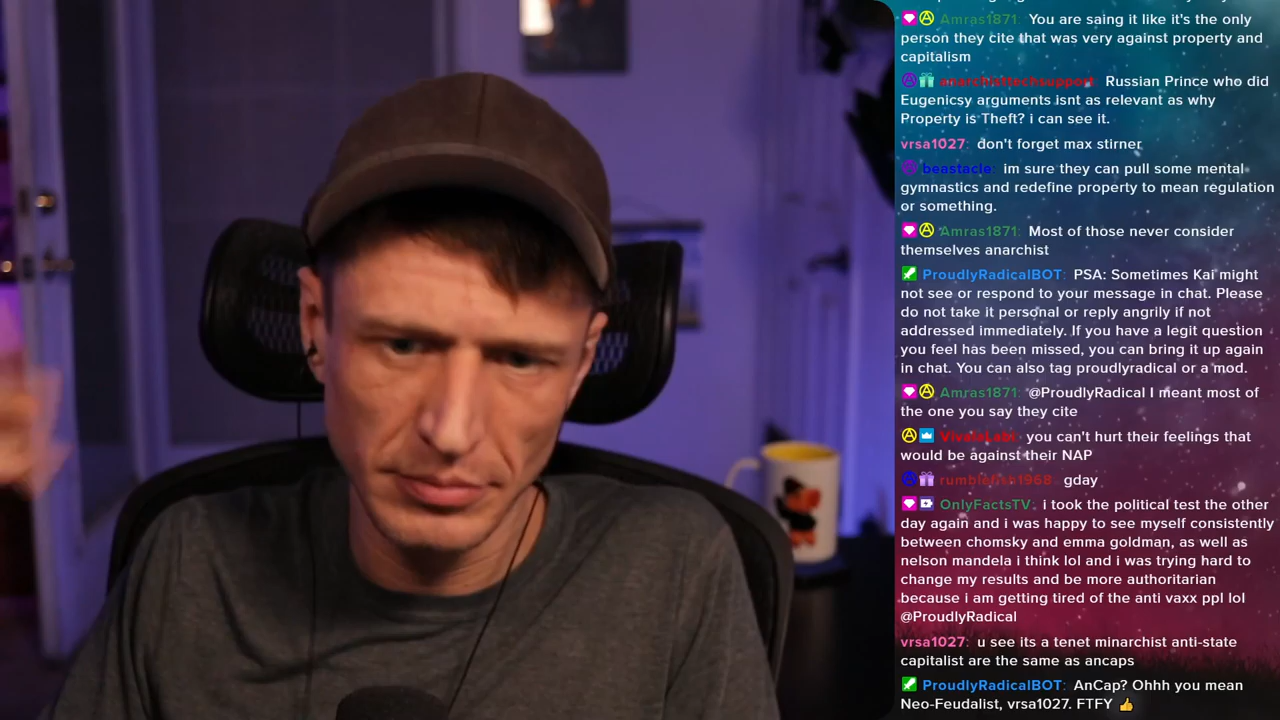 Amras1871: You are saing it like it's the only
person they cite that was very against property and
capitalism
anarchisttechsupport: Russian Prince who did
Eugenicsy arguments isnt as relevant as why
Property is Theft? i can see it.
vrsa1027: don't forget max stirner
beastacle: im sure they can pull some mental
gymnastics and redefine property to mean regulation
or something.
Amras1871: Most of those never consider
themselves anarchist
ProudlyRadicalBOT: PSA: Sometimes Kai might
not see or respond to your message in chat. Please
do not take it personal or reply angrily if not
addressed immediately. If you have a legit question
you feel has been missed, you can bring it up again
in chat. You can also tag proudlyradical or a mod.
Amras1871: @ProudlyRadical I meant most of
the one you say they cite
you can't hurt their feelings that
would be against their NAP
gday
OnlyFactsTV: i took the political test the other
day again and i was happy to see myself consistently
between chomsky and emma goldman, as well as
nelson mandela i think lol and i was trying hard to
change my results and be more authoritarian
because i am getting tired of the anti vaxx ppl lol
@ProudlyRadical
vrsa1027: u see its a tenet minarchist anti-state
capitalist are the same as ancaps
ProudlyRadicalBOT: AnCap? Ohhh you mean
Neo-Feudalist, vrsa1027. FTFY 👍